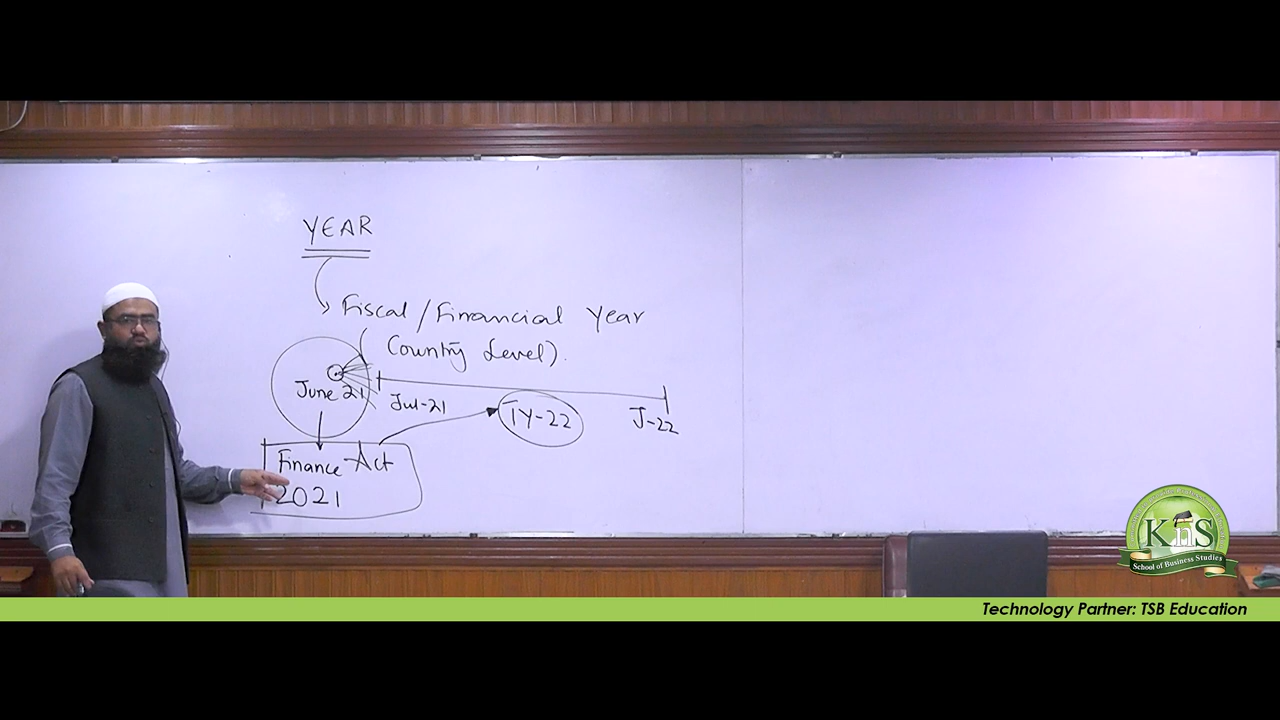 YEAR
Fiscal/Financial Year
(Country Level).
June 21
Jul-21
TY-22
J-22
Finance Act
2021
KnS
School of Business Studies
Technology Partner: TSB Education